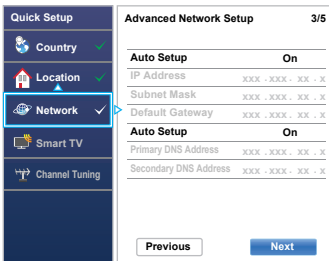 Quick Setup
Country
Location
Network
Smart TV
Channel Tuning
Advanced Network Setup 3/5
Auto Setup On
IP Address xxx . xxx . xx . x
Subnet Mask xxx . xxx . xx . x
Default Gateway xxx . xxx . xx . x
Auto Setup On
Primary DNS Address xxx . xxx . xx . x
Secondary DNS Address xxx . xxx . xx . x
Previous Next